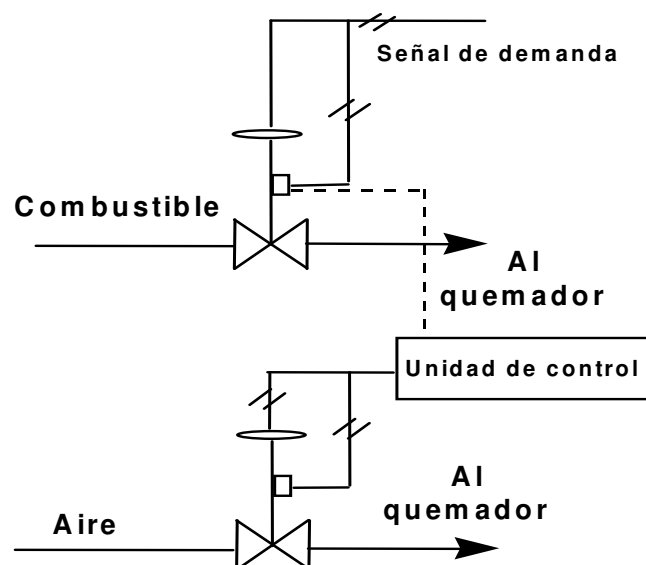 Señal de demanda
Combustible
Al
quemador
Unidad de control
Al
quemador
Aire